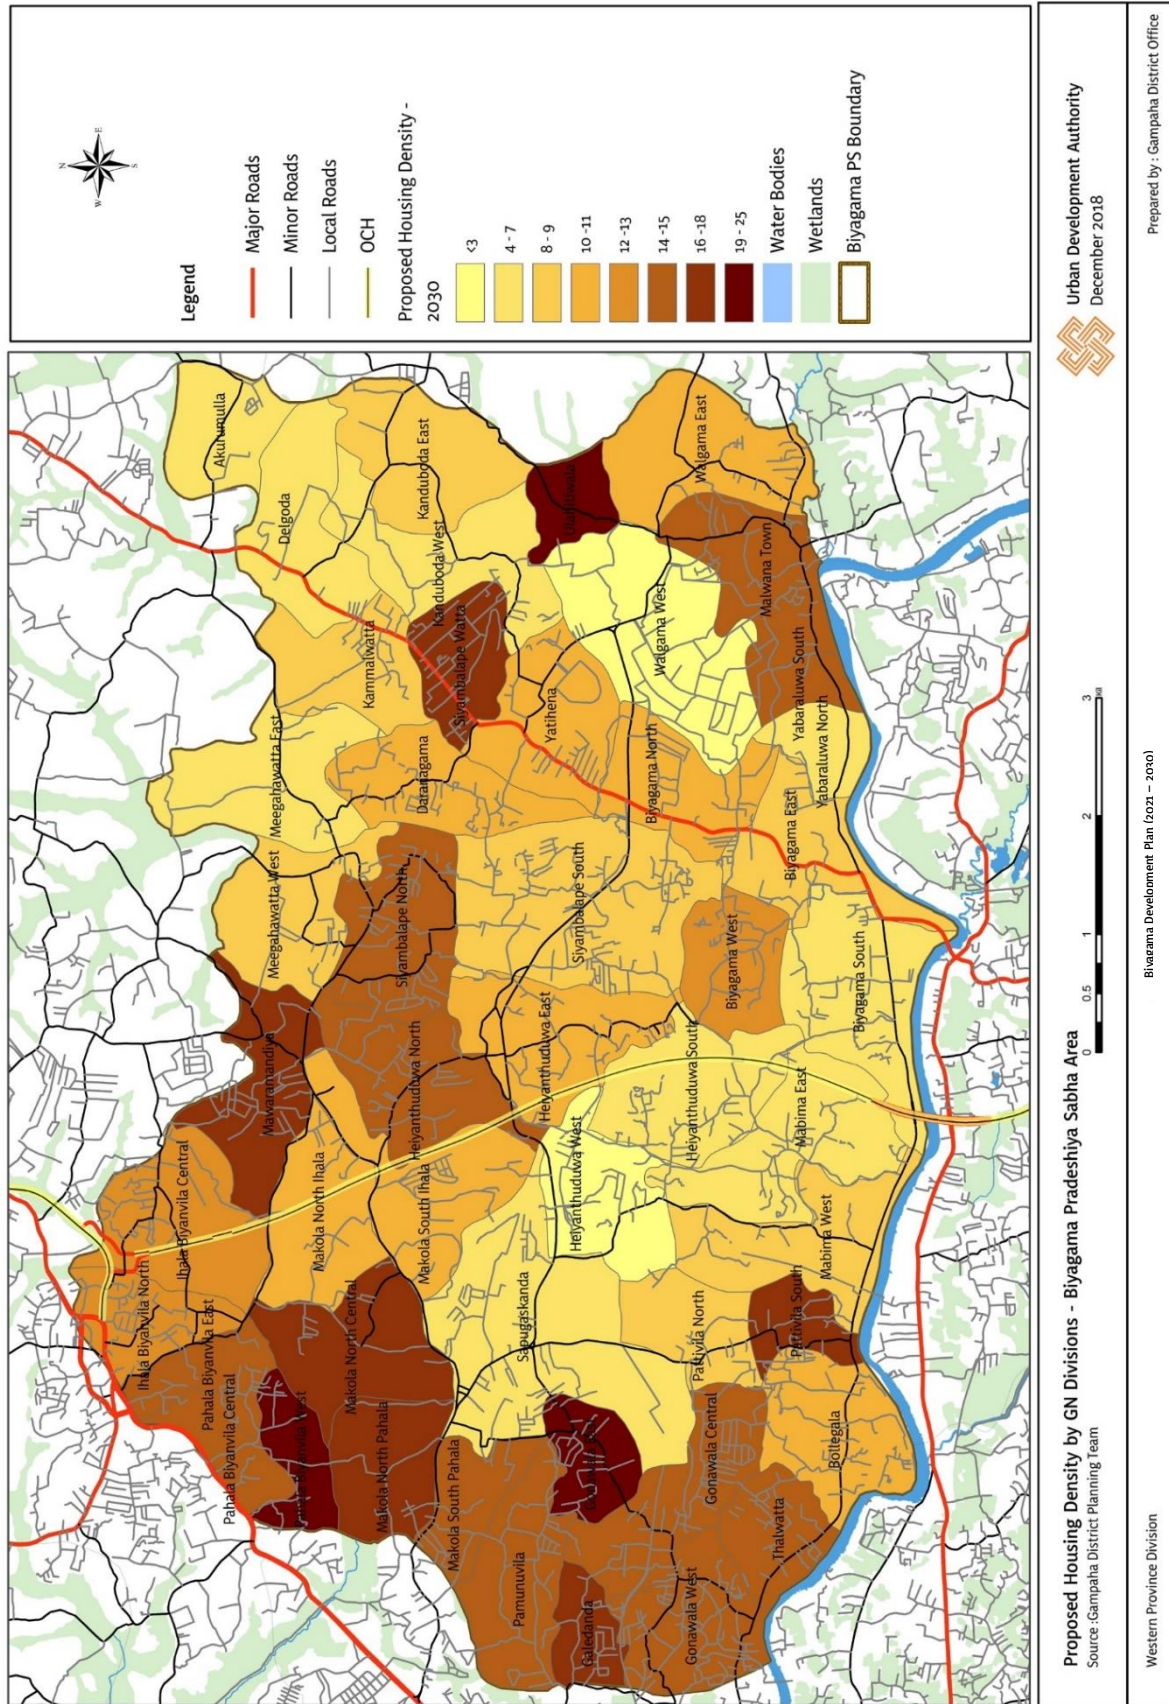 Ihala Biyanvila North
Ihala Biyanvila Central
Pahala Biyanvila East
Pahala Biyanvila Central
Biyanvila West
Akurumulla
Delgoda
Meegahawatta East
Meegahawatta West
Mawaramandiya
Makola North Ihala
Makola North Central
Makola North Pahala
Kammalwatta
Kanduboda East
Kanduboda West
Daranagama
Siyambalape North
Siyambalape Watta
Heiyanthuduwa North
Makola South Ihala
Makola South Pahala
Pamunuvila
Sapugaskanda
Heiyanthuduwa East
Heiyanthuduwa West
Siyambalape South
Yatihena
Galedanda
Walgama West
Walgama East
Biyagama North
Heiyanthuduwa South
Pattivila North
Gonawala Central
Gonawala West
Biyagama West
Malwana Town
Yabaraluwa South
Yabaraluwa North
Biyagama East
Mabima East
Mabima West
Pattivila South
Thalwatta
Bollegala
Biyagama South
N
W
E
S
Legend
Major Roads
Minor Roads
Local Roads
OCH
Proposed Housing Density -
2030
<3
4 - 7
8 - 9
10 -11
12 -13
14 -15
16 -18
19 - 25
Water Bodies
Wetlands
Biyagama PS Boundary
Proposed Housing Density by GN Divisions - Biyagama Pradeshiya Sabha Area
Source :Gampaha District Planning Team
0 0.5 1 2 3
Urban Development Authority
December 2018
Western Province Division
Biyagama Development Plan (2021 – 2030)
Prepared by : Gampaha District Office